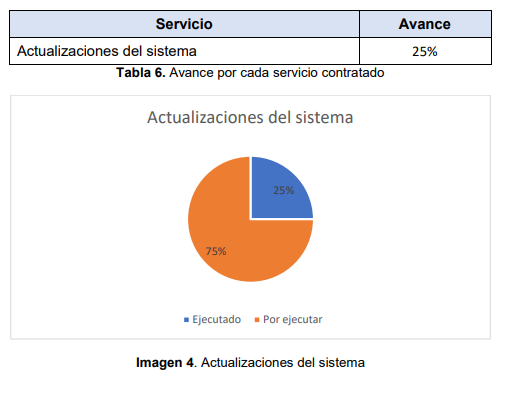 Servicio Avance
Actualizaciones del sistema 25%
Tabla 6. Avance por cada servicio contratado
Actualizaciones del sistema
25%
75%
Ejecutado Por ejecutar
Imagen 4. Actualizaciones del sistema